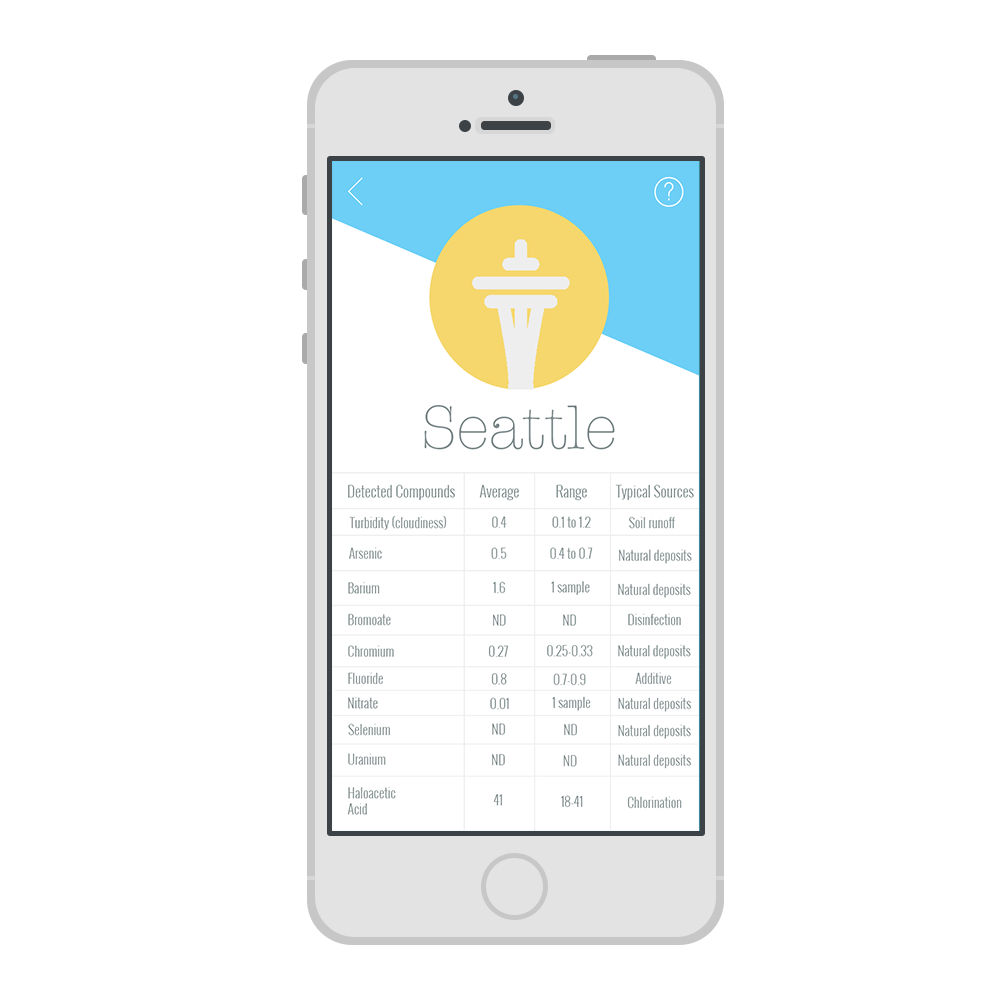 ?
Seattle
Detected Compounds Average Range Typical Sources
Turbidity (cloudiness) 0.4 0.1 to 1.2 Soil runoff
Arsenic 0.5 0.4 to 0.7 Natural deposits
Barium 1.6 1 sample Natural deposits
Bromoate ND ND Disinfection
Chromium 0.27 0.25-0.33 Natural deposits
Fluoride 0.8 0.7-0.9 Additive
Nitrate 0.01 1 sample Natural deposits
Selenium ND ND Natural deposits
Uranium ND ND Natural deposits
Haloacetic
Acid 41 18-41 Chlorination